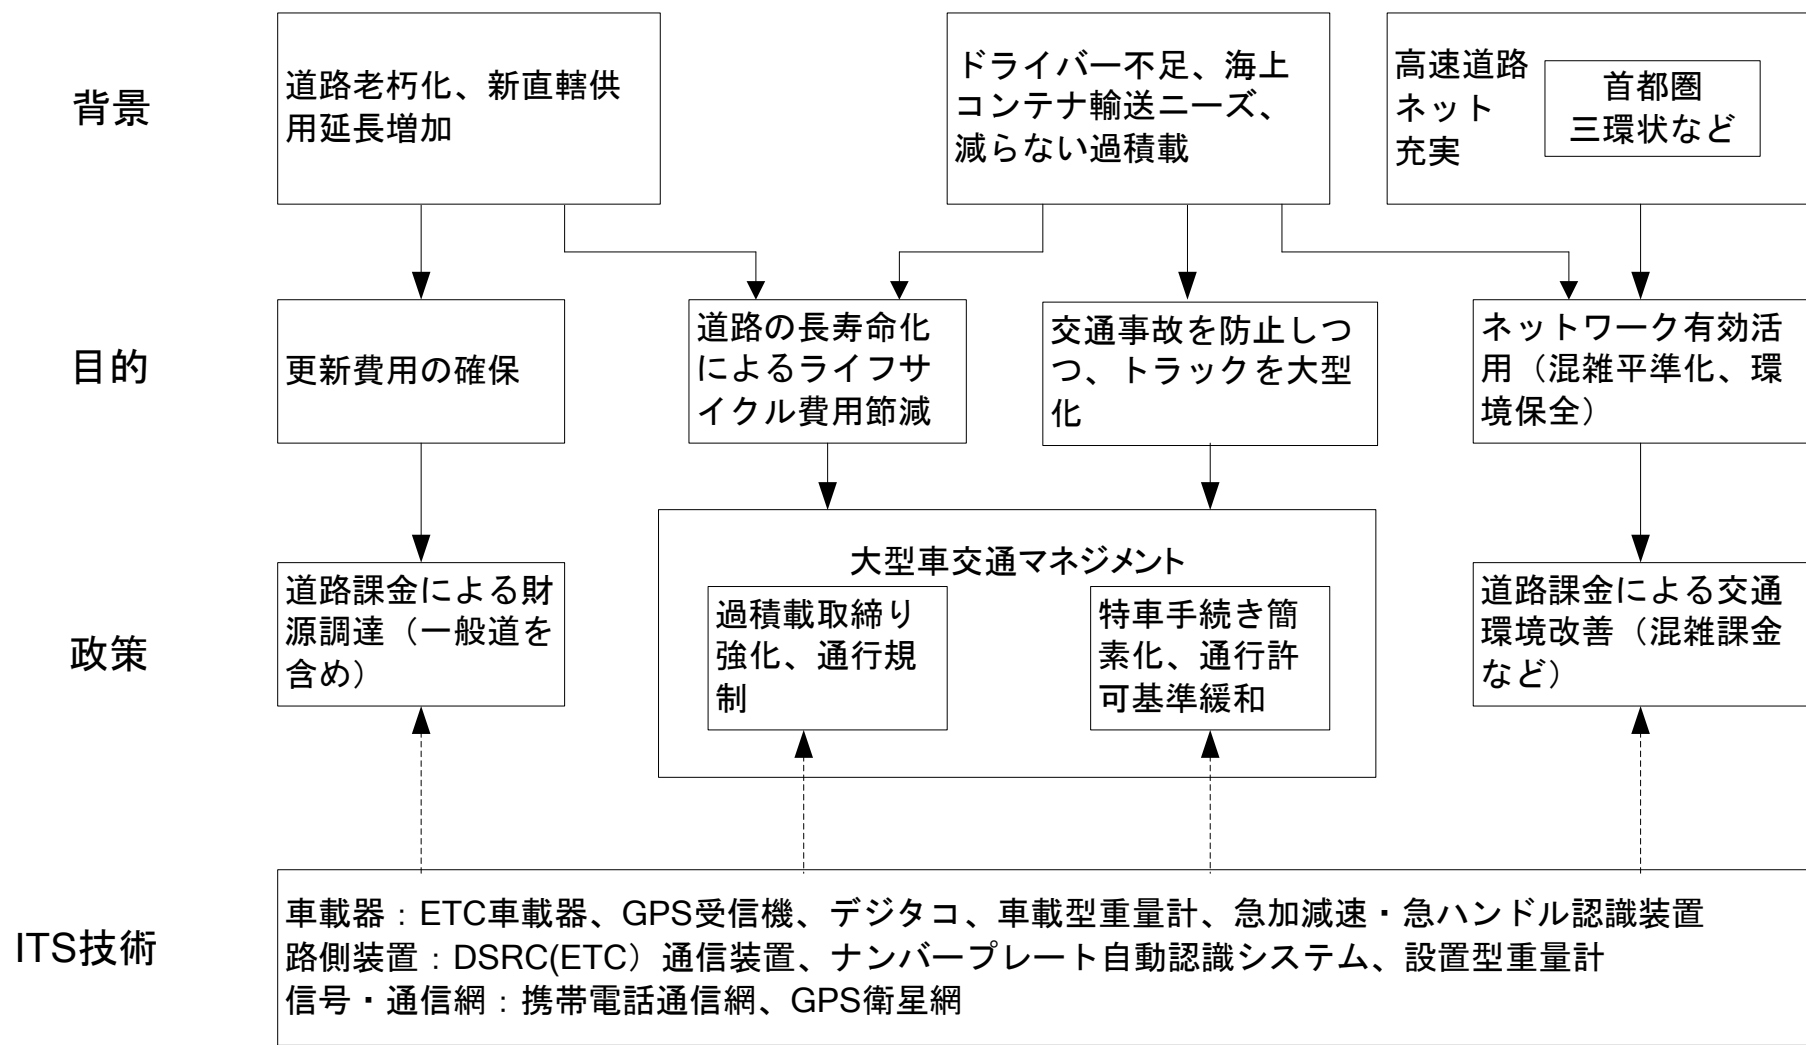 背景
道路老朽化、新直轄供
用延長増加
ドライバー不足、海上
コンテナ輸送ニーズ、
減らない過積載
高速道路
ネット
充実
首都圏
三環状など
目的
更新費用の確保
道路の長寿命化
によるライフサ
イクル費用節減
交通事故を防止しつ
つ、トラックを大型
化
ネットワーク有効活
用（混雑平準化、環
境保全）
政策
道路課金による財
源調達（一般道を
含め）
大型車交通マネジメント
過積載取締り
強化、通行規
制
特車手続き簡
素化、通行許
可基準緩和
道路課金による交通
環境改善（混雑課金
など）
ITS技術
車載器：ETC車載器、GPS受信機、デジタコ、車載型重量計、急加減速・急ハンドル認識装置
路側装置：DSRC(ETC）通信装置、ナンバープレート自動認識システム、設置型重量計
信号・通信網：携帯電話通信網、GPS衛星網